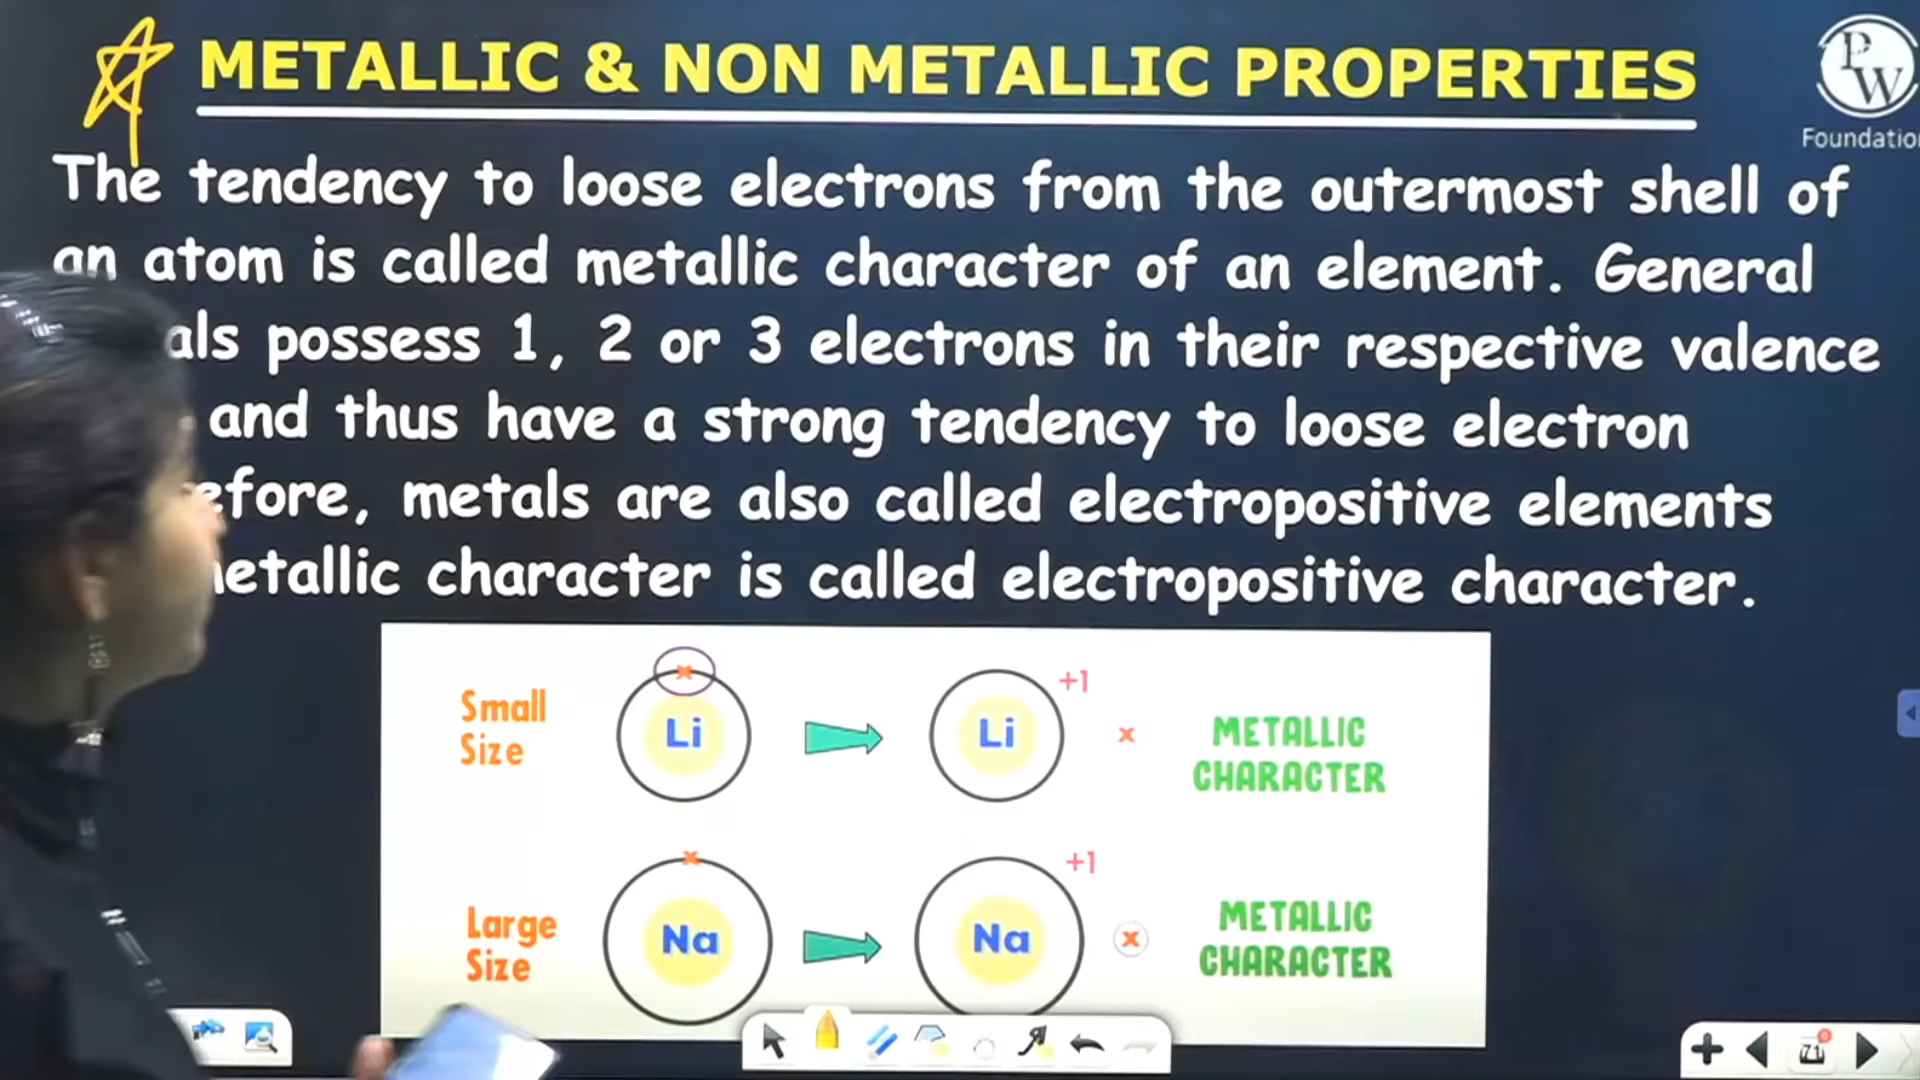 METALLIC & NON METALLIC PROPERTIES
PW
Foundation
The tendency to loose electrons from the outermost shell of
an atom is called metallic character of an element. General
als possess 1, 2 or 3 electrons in their respective valence
and thus have a strong tendency to loose electron
efore, metals are also called electropositive elements
etallic character is called electropositive character.
Small
Size
x
Li
Li
+1
x
METALLIC
CHARACTER
Large
Size
x
Na
Na
+1
x
METALLIC
CHARACTER
71